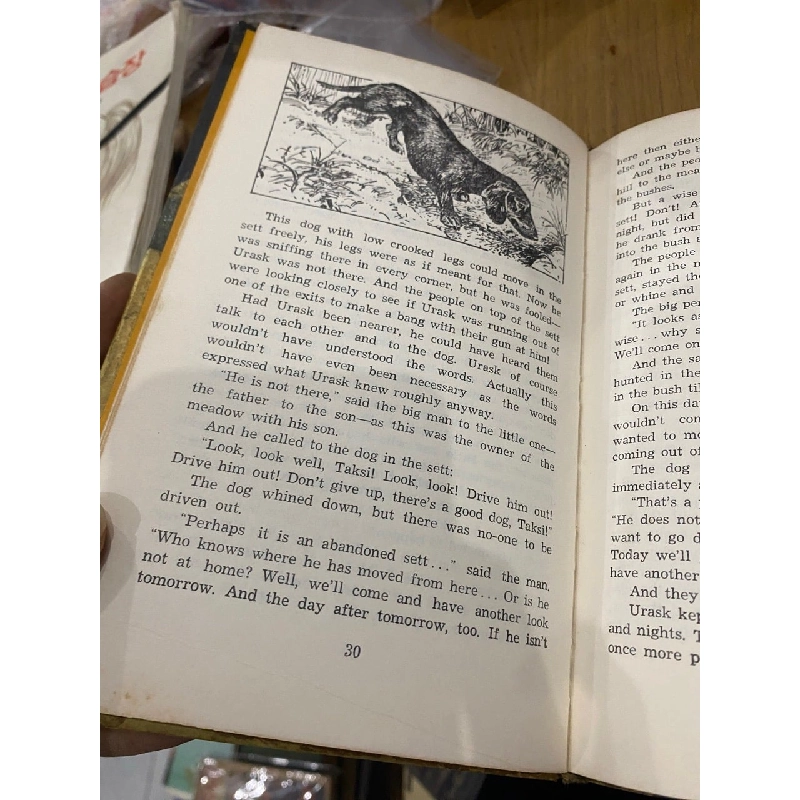 This dog with low crooked legs could move in the
sett freely, his legs were as if meant for that. Now he
was sniffing there in every corner, but he was fooled—
Urask was not there. And the people on top of the sett
were looking closely to see if Urask was running out of
one of the exits to make a bang with their gun at him!
Had Urask been nearer, he could have heard them
talk to each other and to the dog. Urask of course
wouldn't have understood the words. Actually this
wouldn't have even been necessary as the words
expressed what Urask knew roughly anyway.
"He is not there," said the big man to the little one—
the father to the son—as this was the owner of the
meadow with his son.
And he called to the dog in the sett:
"Look, look well, Taksi! Look, look! Drive him out!
Drive him out! Don't give up, there's a good dog, Taksi!"
The dog whined down, but there was no-one to be
driven out.
"Perhaps it is an abandoned sett..." said the man.
"Who knows where he has moved from here... Or is he
not at home? Well, we'll come and have another look
tomorrow. And the day after tomorrow, too. If he isn't
30
here then eithe
else or maybe
And the peo
hill to the mea
the bushes.
But a wise
sett! Don't! A
night, but did
he drank from
into the bush
The people
again in the m
sett, stayed the
or whine and
The big per
"It looks as
wise... why s
We'll come on
And the sa
hunted in the
in the bush til
On this da
wouldn't con
wanted to mo
coming out of
The dog
immediately a
"That's a
"He does not
want to go d
Today we'll
have another
And they
Urask kep
and nights. T
once more p